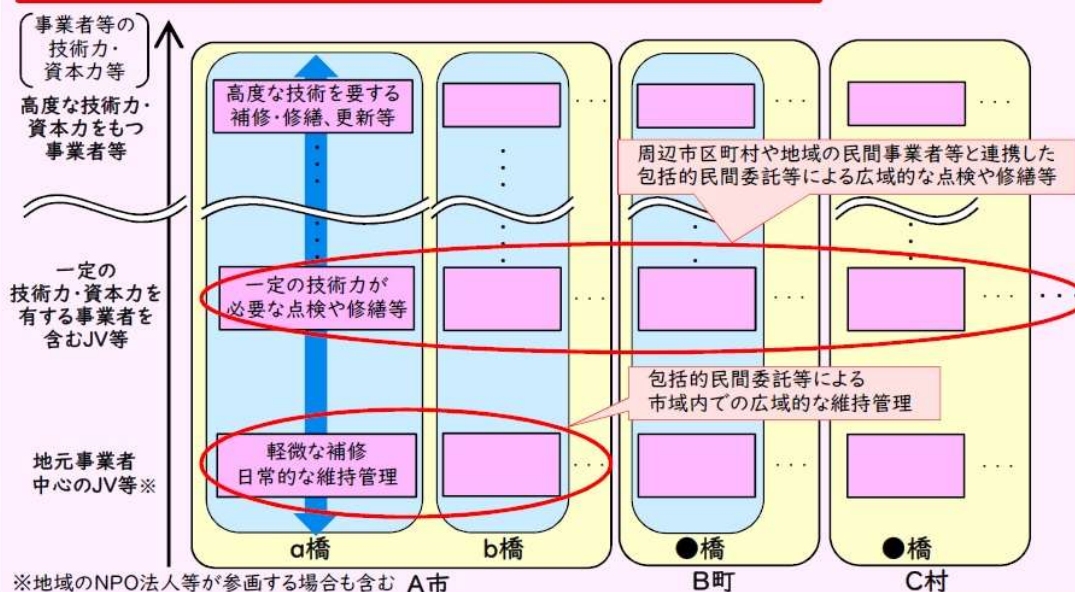 事業者等の
技術力・
資本力等
高度な技術力・
資本力をもつ
事業者等
高度な技術を要する
補修・修繕、更新等
周辺市区町村や地域の民間事業者等と連携した
包括的民間委託等による広域的な点検や修繕等
一定の
技術力・資本力を
有する事業者を
含むJV等
一定の技術力が
必要な点検や修繕等
包括的民間委託等による
市域内での広域的な維持管理
地元事業者
中心のJV等※
軽微な補修
日常的な維持管理
a橋
b橋
●橋
●橋
※地域のNPO法人等が参画する場合も含む
A市
B町
C村